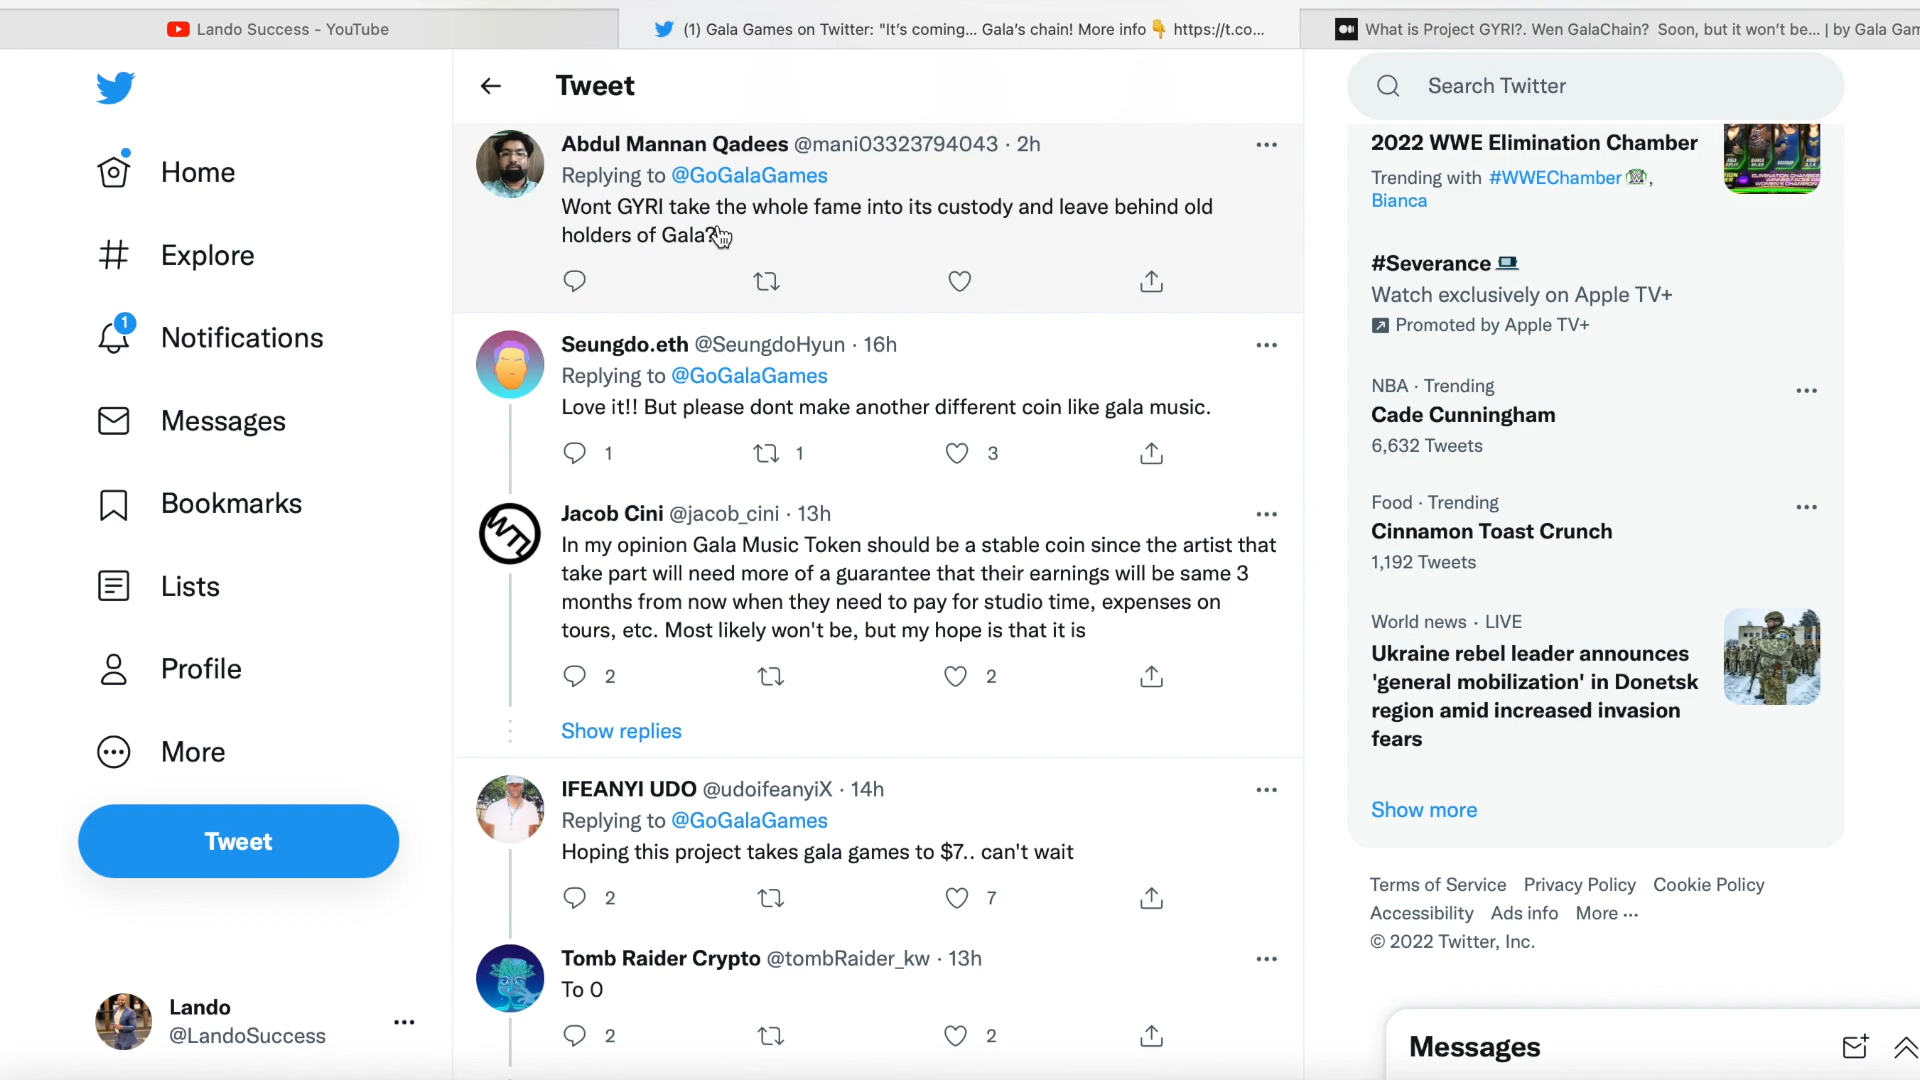 Lando Success - YouTube
(1) Gala Games on Twitter: "It's coming... Gala's chain! More info 👇 https://t.co...
What is Project GYRI?. Wen GalaChain? Soon, but it won't be... | by Gala Gam
Home
Explore
1
Notifications
Messages
Bookmarks
Lists
Profile
More
Tweet
Lando
@LandoSuccess
Tweet
Abdul Mannan Qadees @mani03323794043 · 2h
Replying to @GoGalaGames
Wont GYRI take the whole fame into its custody and leave behind old
holders of Gala?
Seungdo.eth @SeungdoHyun · 16h
Replying to @GoGalaGames
Love it!! But please dont make another different coin like gala music.
1 1 3
Jacob Cini @jacob_cini · 13h
In my opinion Gala Music Token should be a stable coin since the artist that
take part will need more of a guarantee that their earnings will be same 3
months from now when they need to pay for studio time, expenses on
tours, etc. Most likely won't be, but my hope is that it is
2 2
Show replies
IFEANYI UDO @udoifeanyiX · 14h
Replying to @GoGalaGames
Hoping this project takes gala games to $7.. can't wait
2 7
Tomb Raider Crypto @tombRaider_kw · 13h
To 0
2 2
Search Twitter
2022 WWE Elimination Chamber
Trending with #WWEChamber,
Bianca
#Severance
Watch exclusively on Apple TV+
Promoted by Apple TV+
NBA · Trending
Cade Cunningham
6,632 Tweets
Food · Trending
Cinnamon Toast Crunch
1,192 Tweets
World news · LIVE
Ukraine rebel leader announces
'general mobilization' in Donetsk
region amid increased invasion
fears
Show more
Terms of Service Privacy Policy Cookie Policy
Accessibility Ads info More ···
© 2022 Twitter, Inc.
Messages